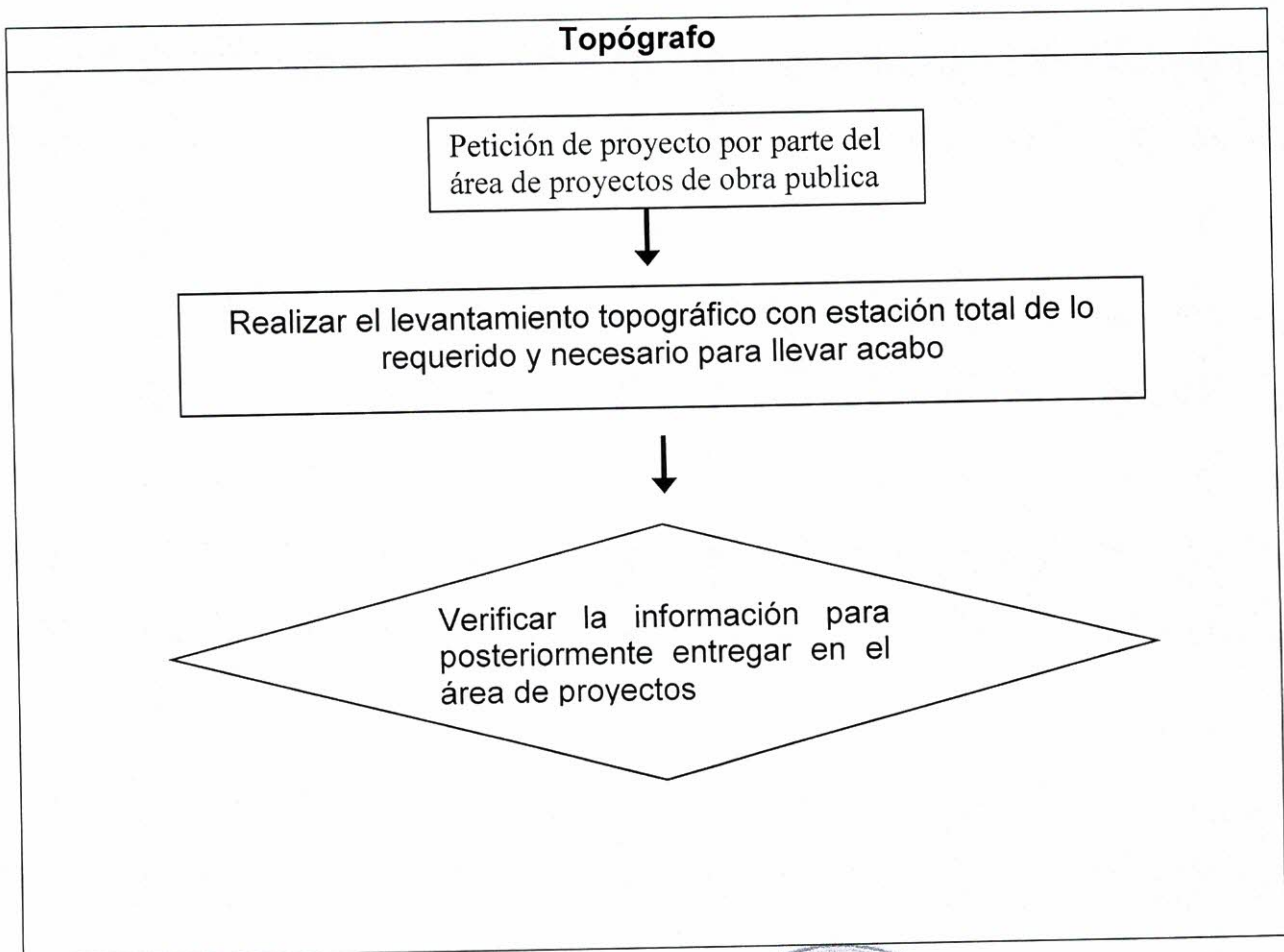 Topógrafo
Petición de proyecto por parte del
área de proyectos de obra publica
Realizar el levantamiento topográfico con estación total de lo
requerido y necesario para llevar acabo
Verificar la información para
posteriormente entregar en el
área de proyectos